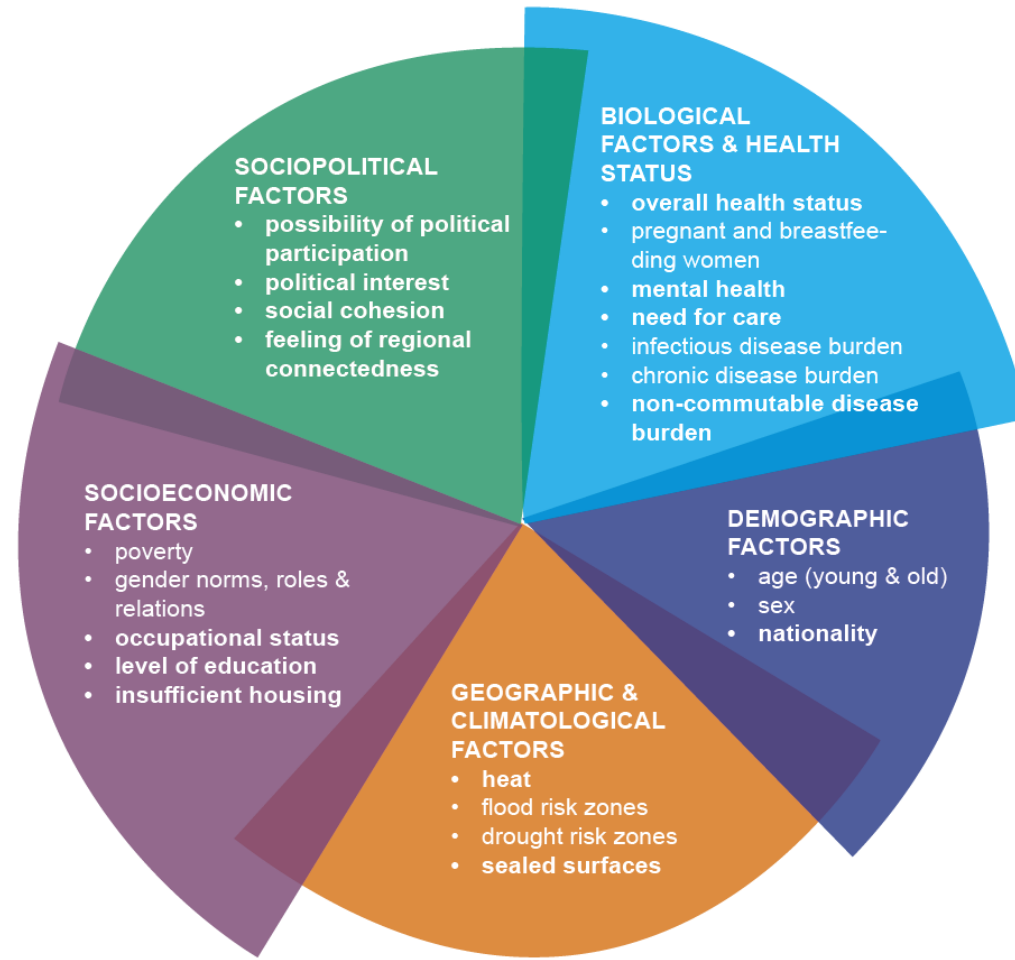 SOCIOPOLITICAL
FACTORS
• possibility of political
participation
• political interest
• social cohesion
• feeling of regional
connectedness
BIOLOGICAL
FACTORS & HEALTH
STATUS
• overall health status
• pregnant and breastfee-
ding women
• mental health
• need for care
• infectious disease burden
• chronic disease burden
• non-commutable disease
burden
SOCIOECONOMIC
FACTORS
• poverty
• gender norms, roles &
relations
• occupational status
• level of education
• insufficient housing
DEMOGRAPHIC
FACTORS
• age (young & old)
• sex
• nationality
GEOGRAPHIC &
CLIMATOLOGICAL
FACTORS
• heat
• flood risk zones
• drought risk zones
• sealed surfaces